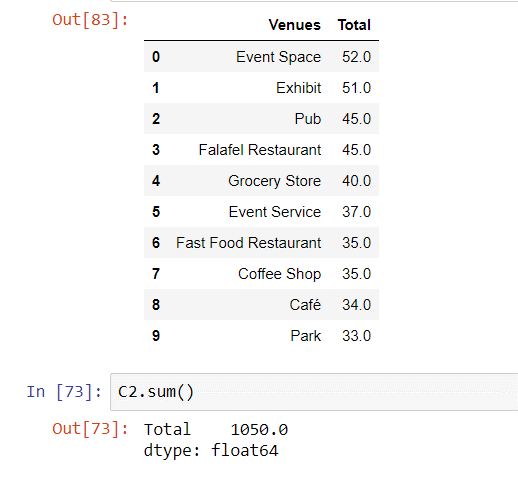 Out[83]:
Venues Total
0 Event Space 52.0
1 Exhibit 51.0
2 Pub 45.0
3 Falafel Restaurant 45.0
4 Grocery Store 40.0
5 Event Service 37.0
6 Fast Food Restaurant 35.0
7 Coffee Shop 35.0
8 Café 34.0
9 Park 33.0
In [73]: C2.sum()
Out[73]: Total 1050.0
dtype: float64